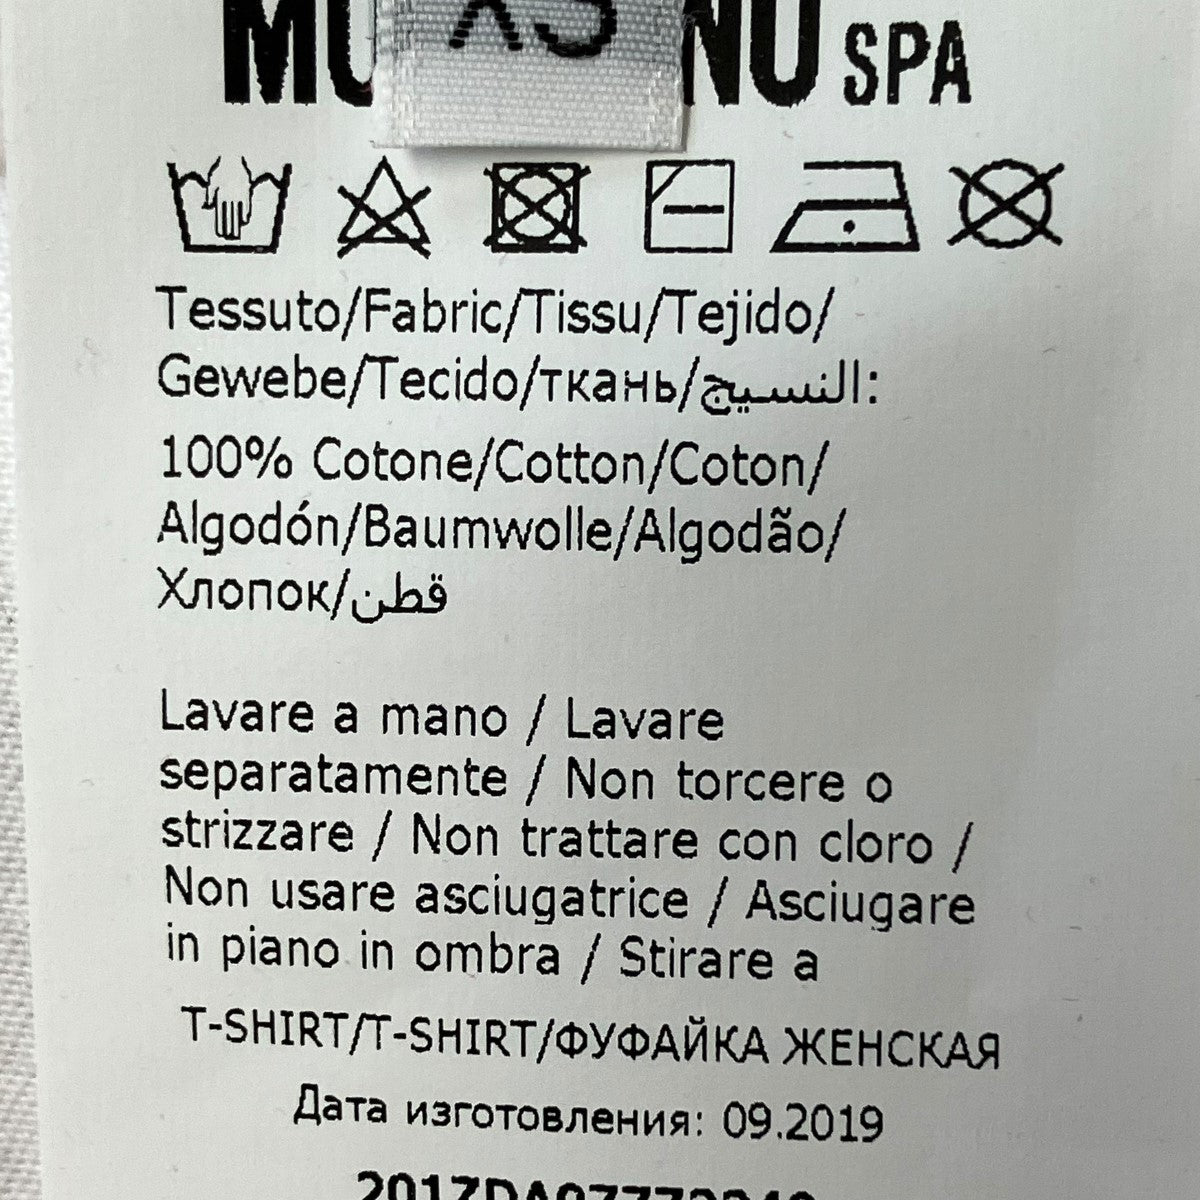 XS
SPA
Tessuto/Fabric/Tissu/Tejido/
Gewebe/Tecido/ткань/النسيج:
100% Cotone/Cotton/Coton/
Algodón/Baumwolle/Algodão/
Хлопок/قطن
Lavare a mano / Lavare
separatamente / Non torcere o
strizzare / Non trattare con cloro /
Non usare asciugatrice / Asciugare
in piano in ombra / Stirare a
T-SHIRT/T-SHIRT/ФУФАЙКА ЖЕНСКАЯ
Дата изготовления: 09.2019